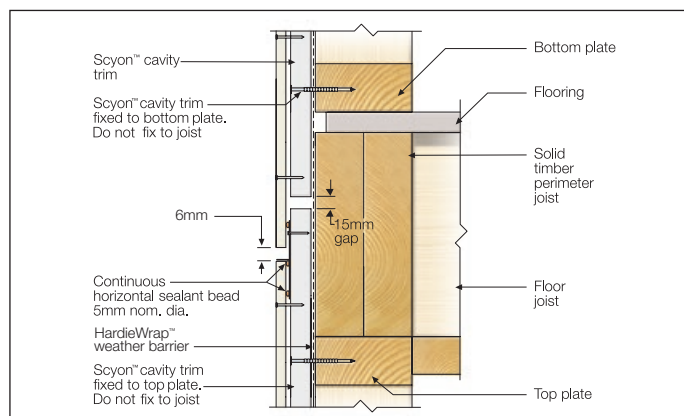 Scyon™ cavity
trim
Scyon™ cavity trim
fixed to bottom plate.
Do not fix to joist
6mm
Continuous
horizontal sealant bead
5mm nom. dia.
HardieWrap™
weather barrier
Scyon™ cavity trim
fixed to top plate.
Do not fix to joist
15mm
gap
Bottom plate
Flooring
Solid
timber
perimeter
joist
Floor
joist
Top plate